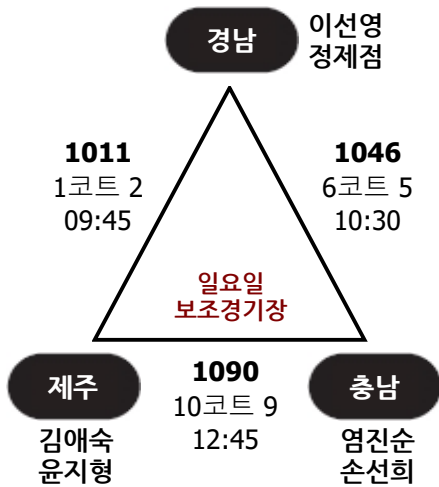 경남
이선영
정제점
1011
1코트 2
09:45
1046
6코트 5
10:30
일요일
보조경기장
제주
1090
10코트 9
12:45
충남
김애숙
윤지형
염진순
손선희